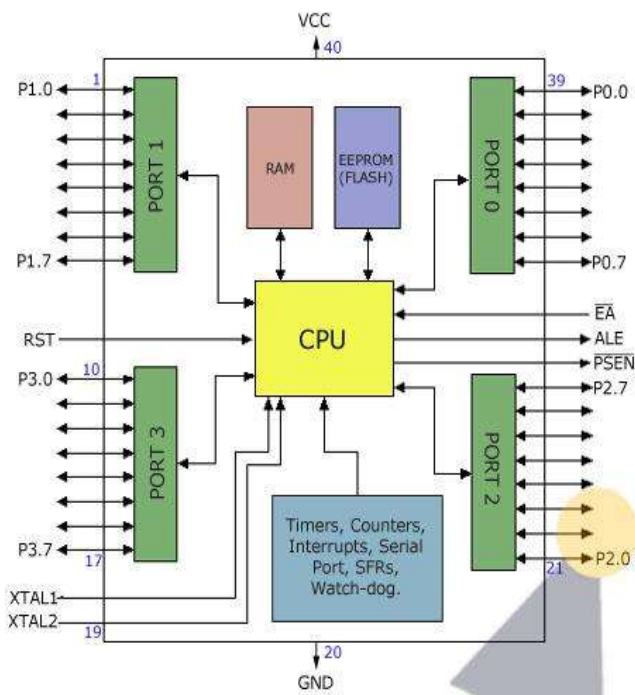 VCC
40
1
39
P1.0
P0.0
PORT 1
RAM
EEPROM
(FLASH)
PORT 0
P1.7
P0.7
CPU
EA
RST
ALE
PSEN
10
P3.0
P2.7
PORT 3
PORT 2
Timers, Counters,
Interrupts, Serial
Port, SFRs,
Watch-dog.
P3.7
17
P2.0
21
XTAL1
XTAL2
19
20
GND